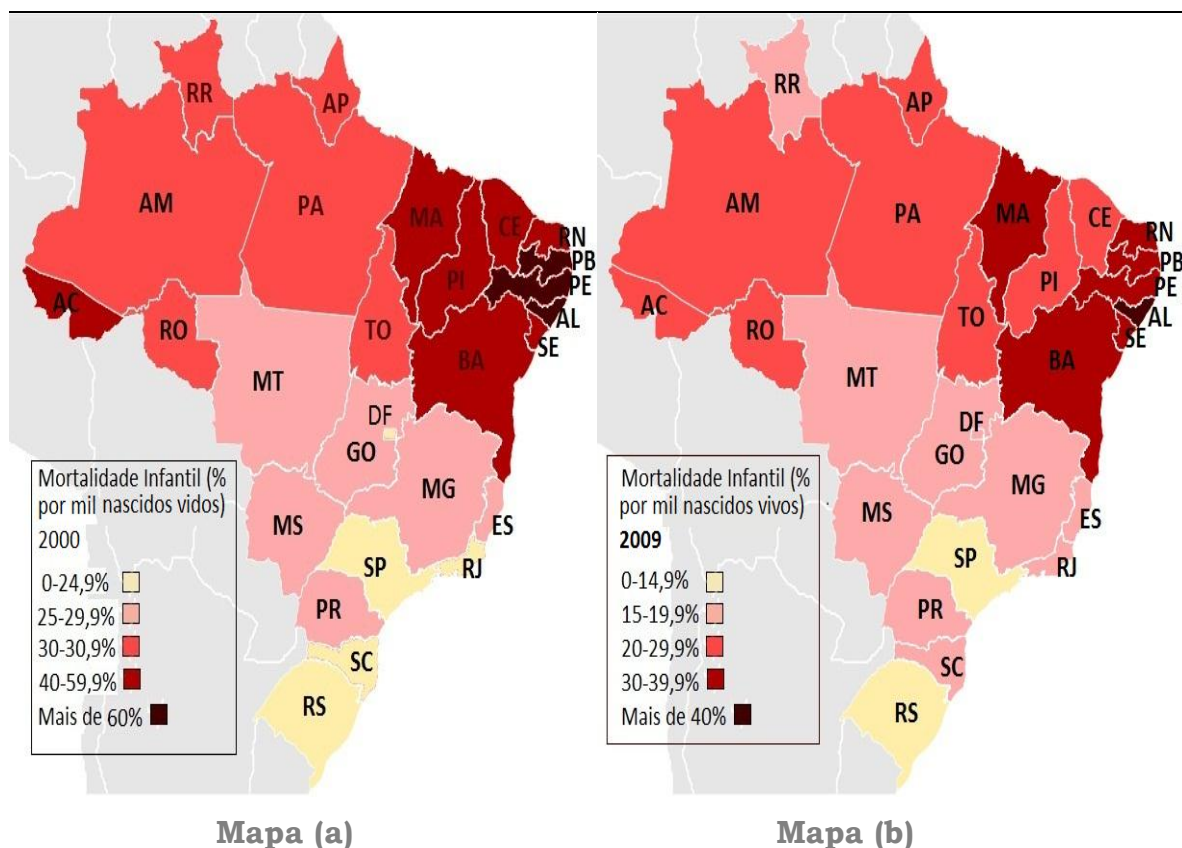 RR
AP
AM
PA
MA
CE
RN
PB
PE
AL
SE
PI
AC
RO
TO
BA
MT
DF
GO
MG
ES
MS
SP
RJ
PR
SC
RS
Mortalidade Infantil (%
por mil nascidos vidos)
2000
0-24,9%
25-29,9%
30-30,9%
40-59,9%
Mais de 60%
Mapa (a)
RR
AP
AM
PA
MA
CE
RN
PB
PE
AL
SE
PI
AC
RO
TO
BA
MT
DF
GO
MG
ES
MS
SP
RJ
PR
SC
RS
Mortalidade Infantil (%
por mil nascidos vivos)
2009
0-14,9%
15-19,9%
20-29,9%
30-39,9%
Mais de 40%
Mapa (b)